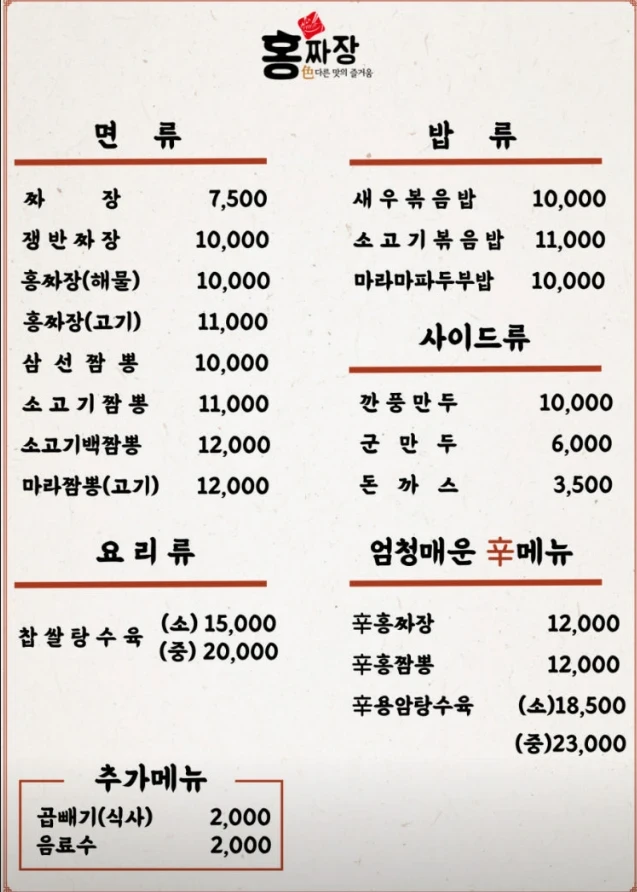 홍짜장
色다른 맛의 즐거움
면 류
짜 장 7,500
쟁반짜장 10,000
홍짜장(해물) 10,000
홍짜장(고기) 11,000
삼선짬뽕 10,000
소고기짬뽕 11,000
소고기백짬뽕 12,000
마라짬뽕(고기) 12,000
요리류
찹쌀탕수육 (소) 15,000
(중) 20,000
추가메뉴
곱빼기(식사) 2,000
음료수 2,000
밥 류
새우볶음밥 10,000
소고기볶음밥 11,000
마라마파두부밥 10,000
사이드류
깐풍만두 10,000
군만두 6,000
돈까스 3,500
엄청매운 辛메뉴
辛홍짜장 12,000
辛홍짬뽕 12,000
辛용암탕수육 (소)18,500
(중)23,000